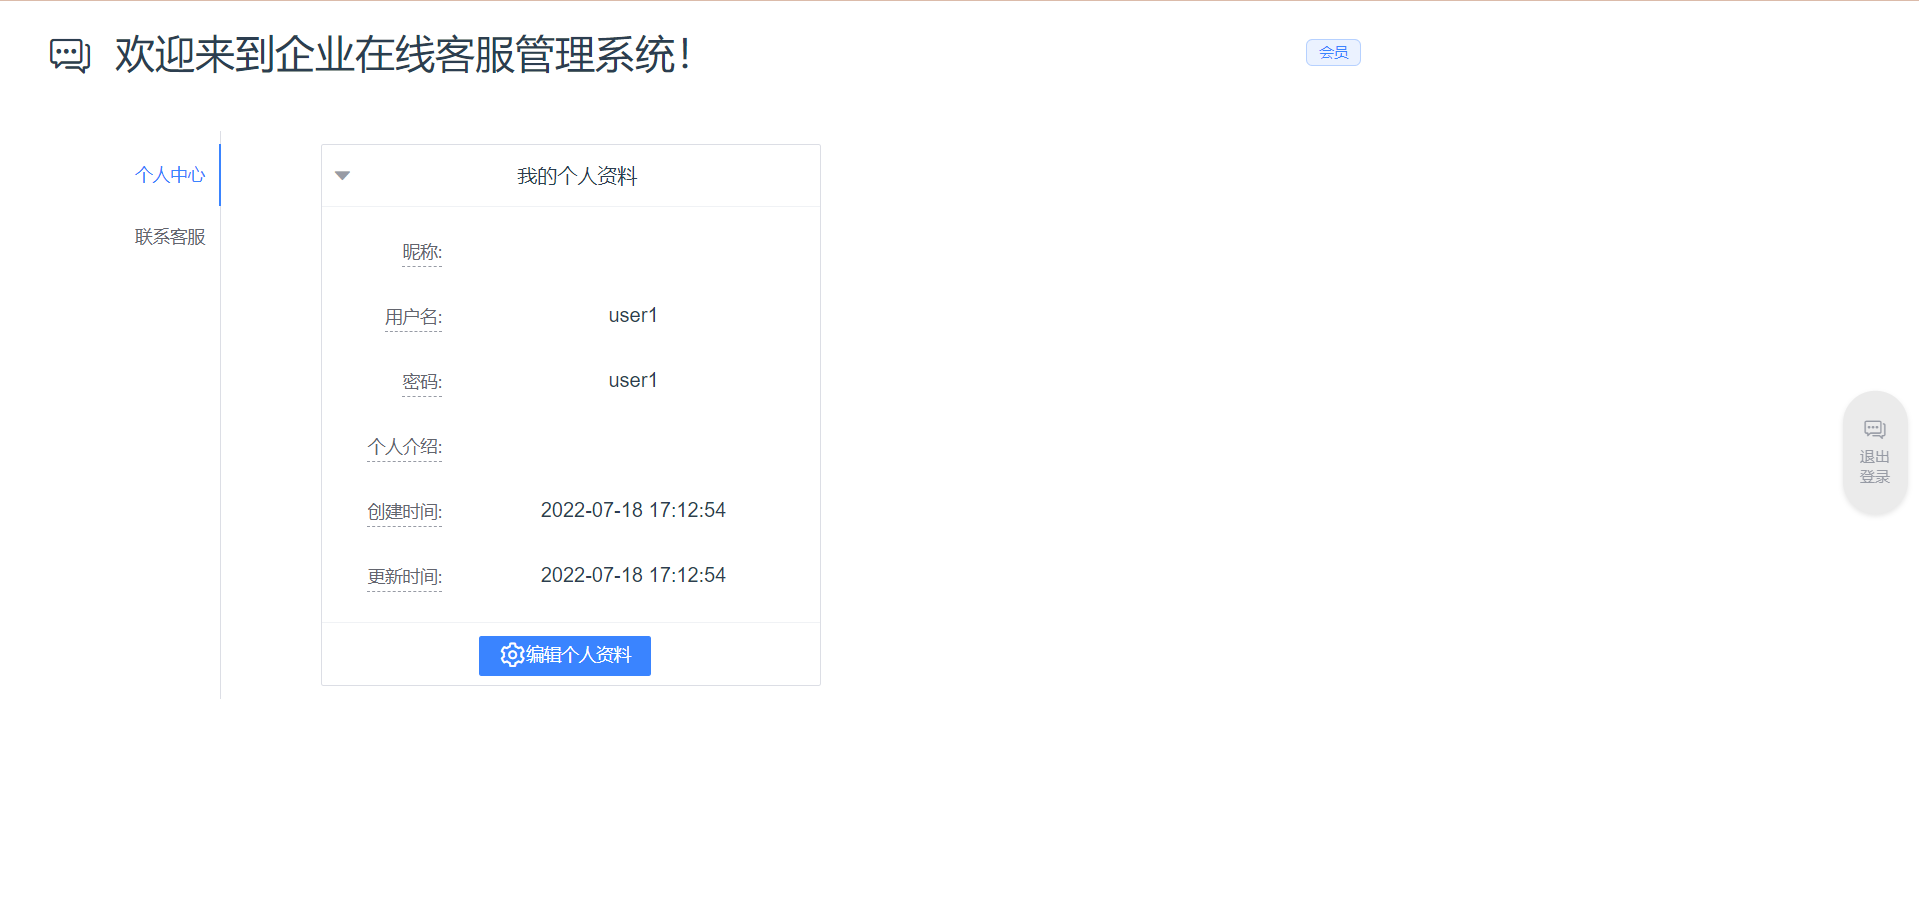 欢迎来到企业在线客服管理系统！
会员
个人中心
联系客服
我的个人资料
昵称:
用户名: user1
密码: user1
个人介绍:
创建时间: 2022-07-18 17:12:54
更新时间: 2022-07-18 17:12:54
编辑个人资料
退出
登录